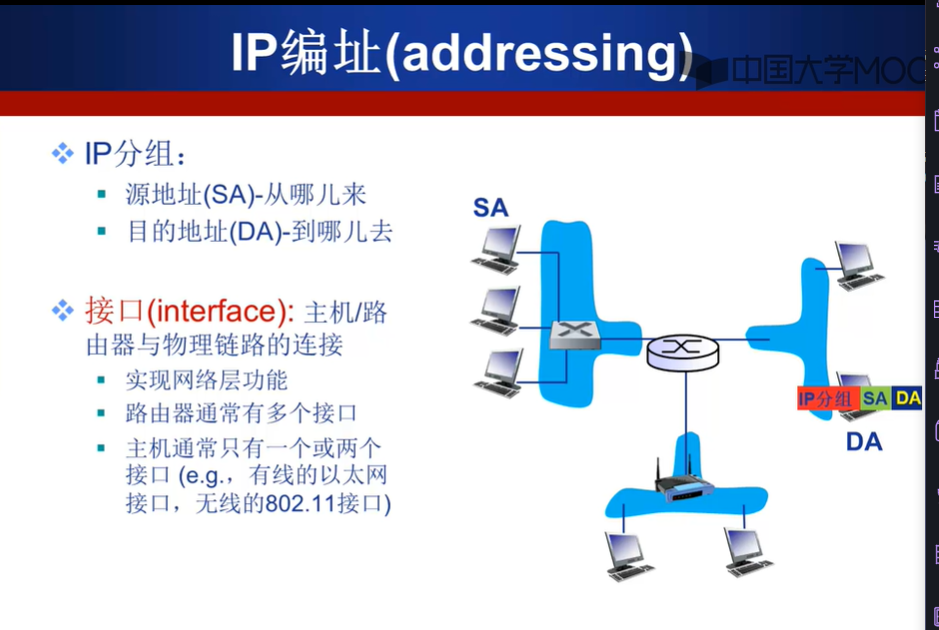 IP编址(addressing)
中国大学MOO
IP分组：
源地址(SA)-从哪儿来
目的地址(DA)-到哪儿去
接口(interface): 主机/路
由器与物理链路的连接
实现网络层功能
路由器通常有多个接口
主机通常只有一个或两个
接口 (e.g.，有线的以太网
接口，无线的802.11接口)
SA
IP分组 SA DA
DA